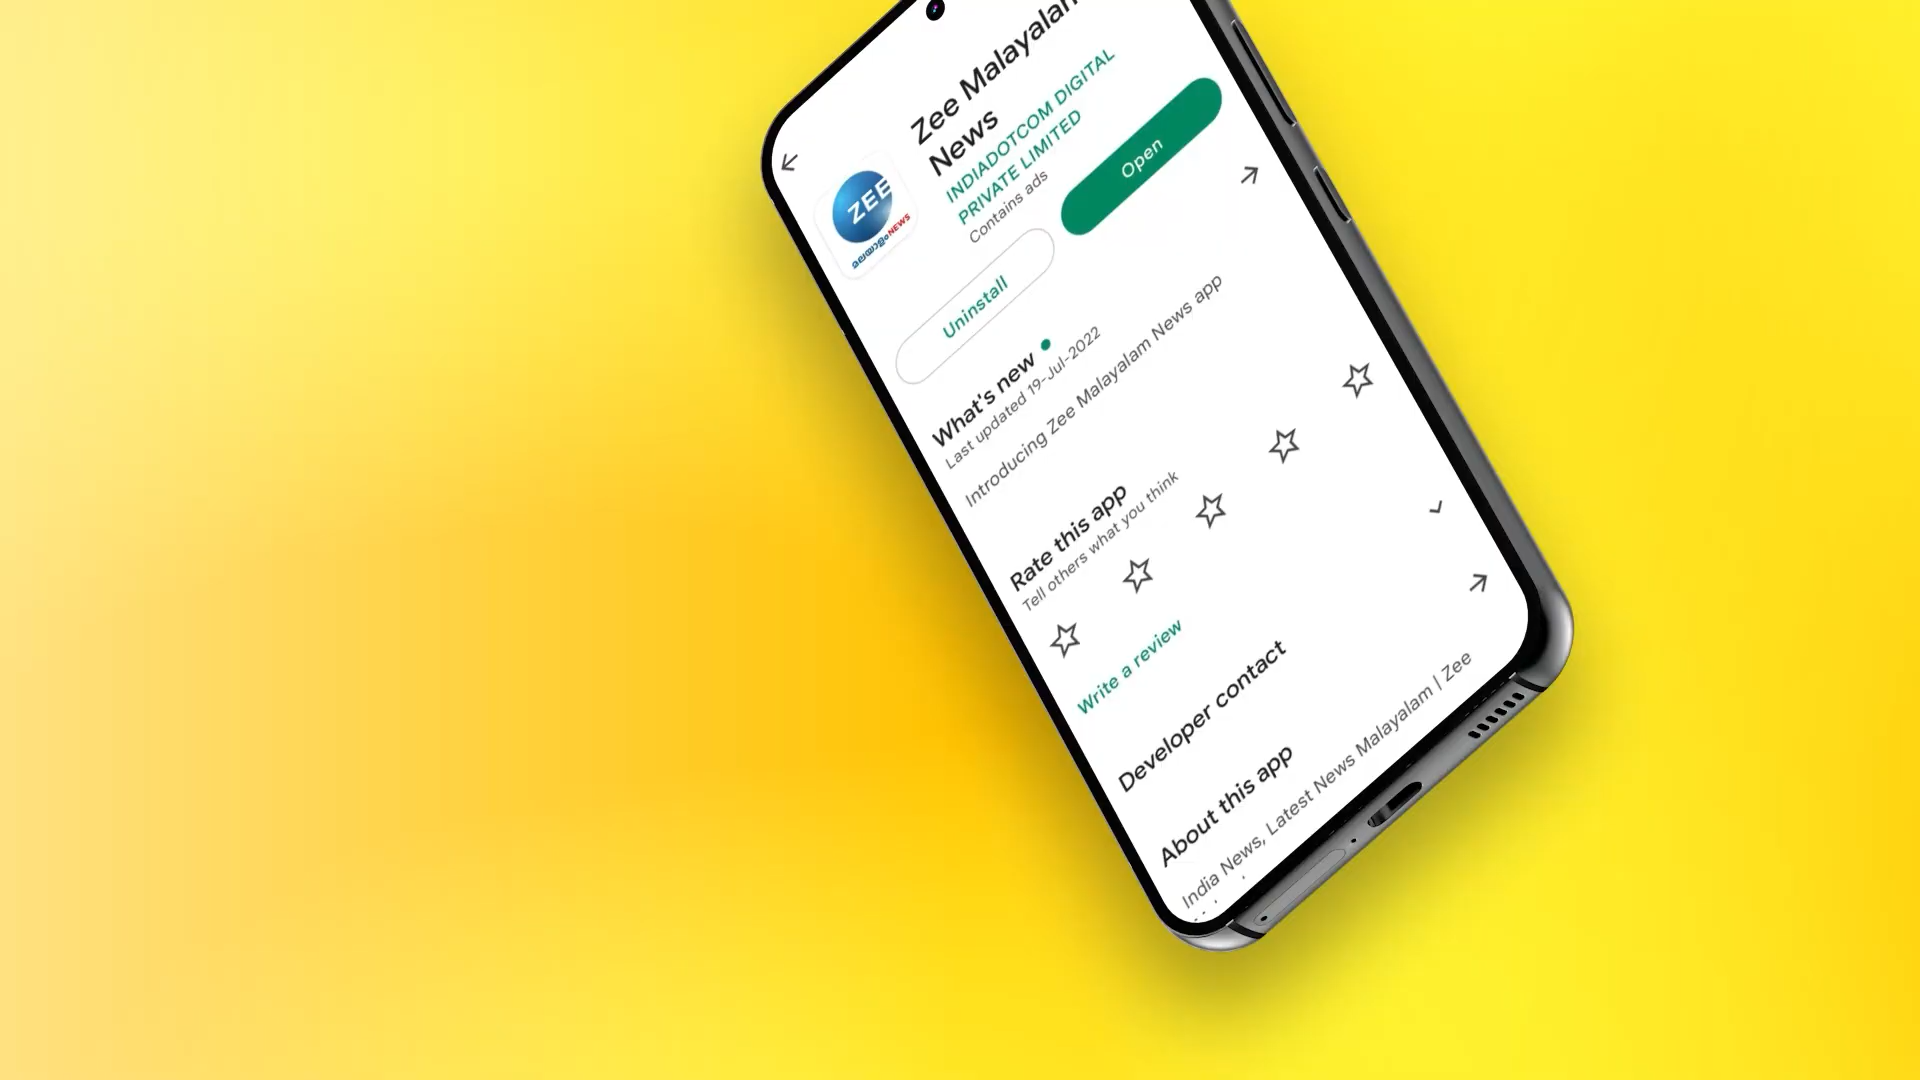 Zee Malayalam
News
INDIADOTCOM DIGITAL
PRIVATE LIMITED
Contains ads
ZEE
മലയാളം NEWS
Uninstall
Open
What's new
Last updated 19-Jul-2022
Introducing Zee Malayalam News app
Rate this app
Tell others what you think
Write a review
Developer contact
About this app
India News, Latest News Malayalam | Zee